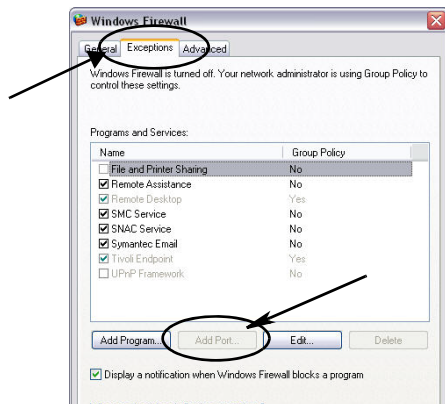 Windows Firewall
General Exceptions Advanced
Windows Firewall is turned off. Your network administrator is using Group Policy to
control these settings.
Programs and Services:
Name Group Policy
File and Printer Sharing No
Remote Assistance No
Remote Desktop Yes
SMC Service No
SNAC Service No
Symantec Email No
Tivoli Endpoint Yes
UPnP Framework No
Add Program... Add Port... Edit... Delete
Display a notification when Windows Firewall blocks a program